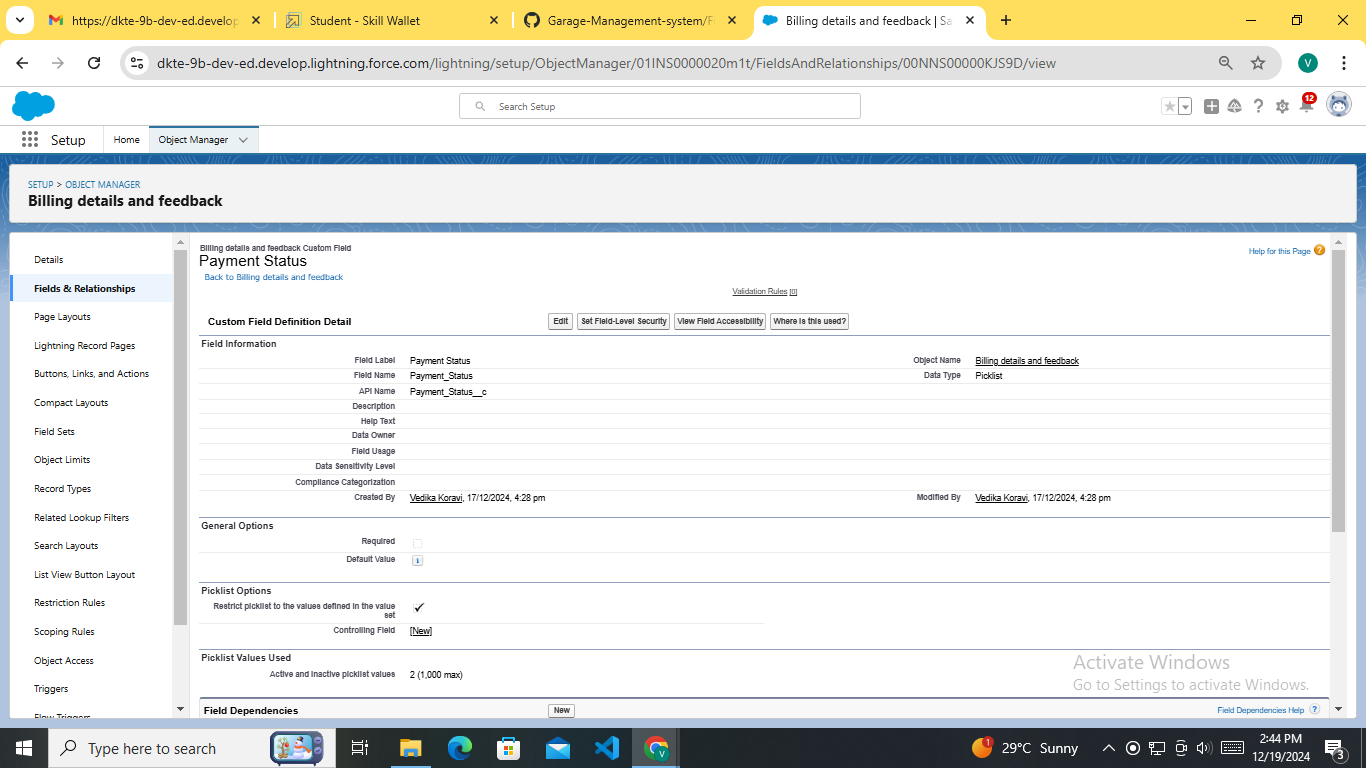 https://dkte-9b-dev-ed.develop
Student - Skill Wallet
Garage-Management-system/F
Billing details and feedback | Sa
dkte-9b-dev-ed.develop.lightning.force.com/lightning/setup/ObjectManager/01INS0000020m1t/FieldsAndRelationships/00NNS00000KJS9D/view
V
Search Setup
12
Setup
Home
Object Manager
SETUP > OBJECT MANAGER
Billing details and feedback
Details
Fields & Relationships
Page Layouts
Lightning Record Pages
Buttons, Links, and Actions
Compact Layouts
Field Sets
Object Limits
Record Types
Related Lookup Filters
Search Layouts
List View Button Layout
Restriction Rules
Scoping Rules
Object Access
Triggers
Flow Triggers
Billing details and feedback Custom Field
Payment Status
Back to Billing details and feedback
Help for this Page
Validation Rules [0]
Custom Field Definition Detail
Edit Set Field-Level Security View Field Accessibility Where is this used?
Field Information
Field Label Payment Status Object Name Billing details and feedback
Field Name Payment_Status Data Type Picklist
API Name Payment_Status__c
Description
Help Text
Data Owner
Field Usage
Data Sensitivity Level
Compliance Categorization
Created By Vedika Koravi, 17/12/2024, 4:28 pm Modified By Vedika Koravi, 17/12/2024, 4:28 pm
General Options
Required
Default Value
Picklist Options
Restrict picklist to the values defined in the value
set
Controlling Field [New]
Picklist Values Used
Active and inactive picklist values 2 (1,000 max)
Field Dependencies New Field Dependencies Help ?
Activate Windows
Go to Settings to activate Windows.
Type here to search
1
29°C Sunny
2:44 PM
12/19/2024
3